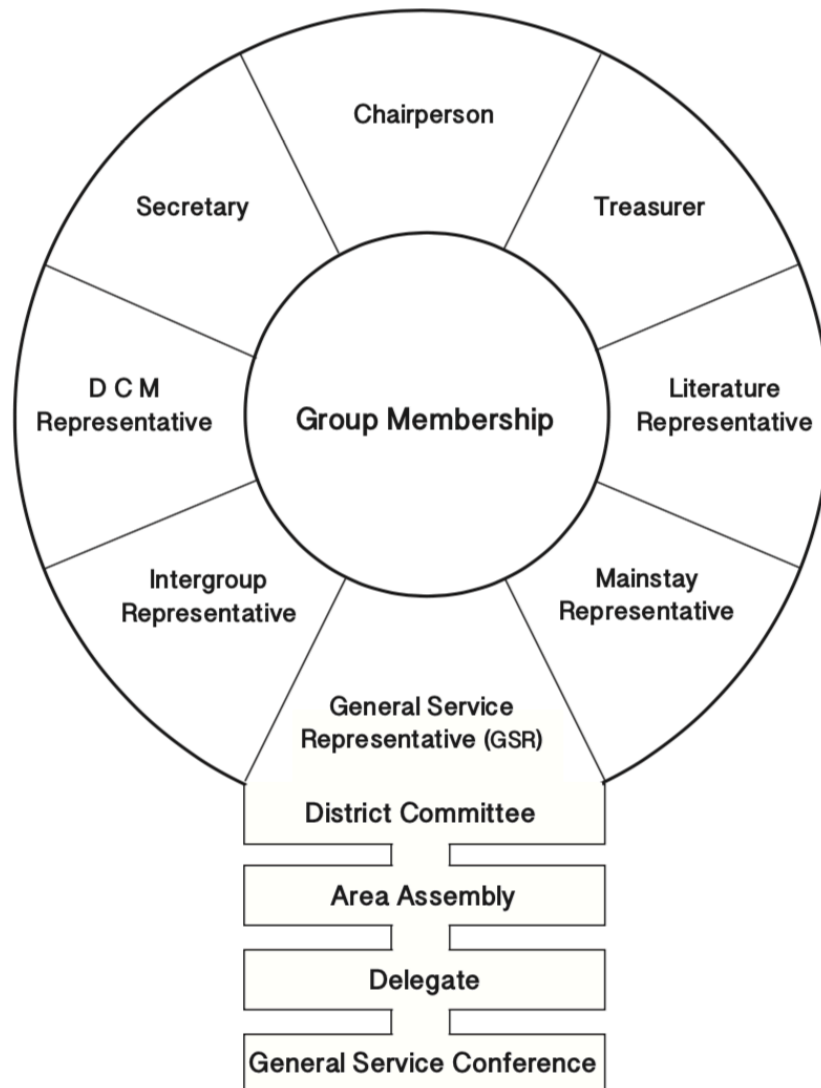 Chairperson
Secretary
Treasurer
D C M
Representative
Group Membership
Literature
Representative
Intergroup
Representative
Mainstay
Representative
General Service
Representative (GSR)
District Committee
Area Assembly
Delegate
General Service Conference